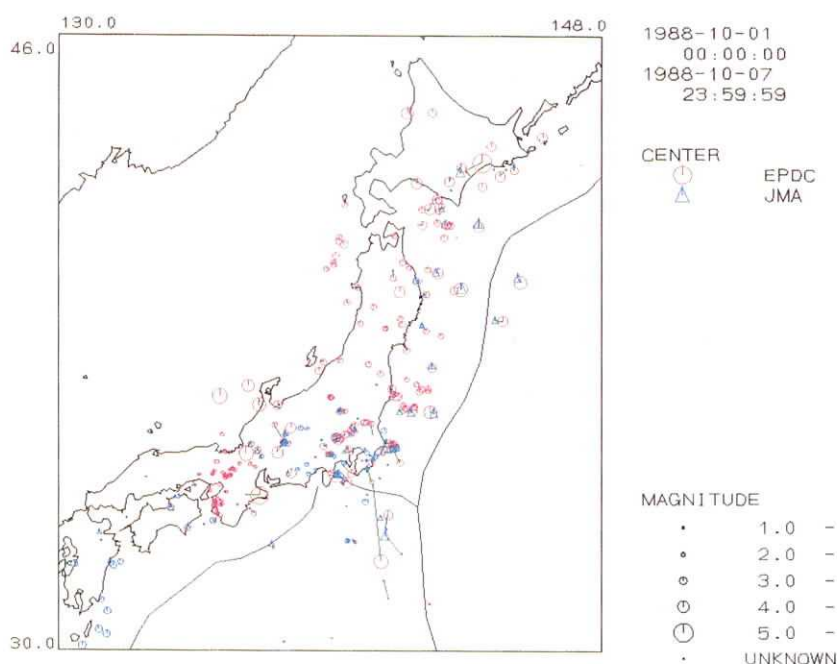 130.0
148.0
46.0
30.0
1988-10-01
00:00:00
1988-10-07
23:59:59
CENTER
EPDC
JMA
MAGNITUDE
1.0 -
2.0 -
3.0 -
4.0 -
5.0 -
UNKNOWN